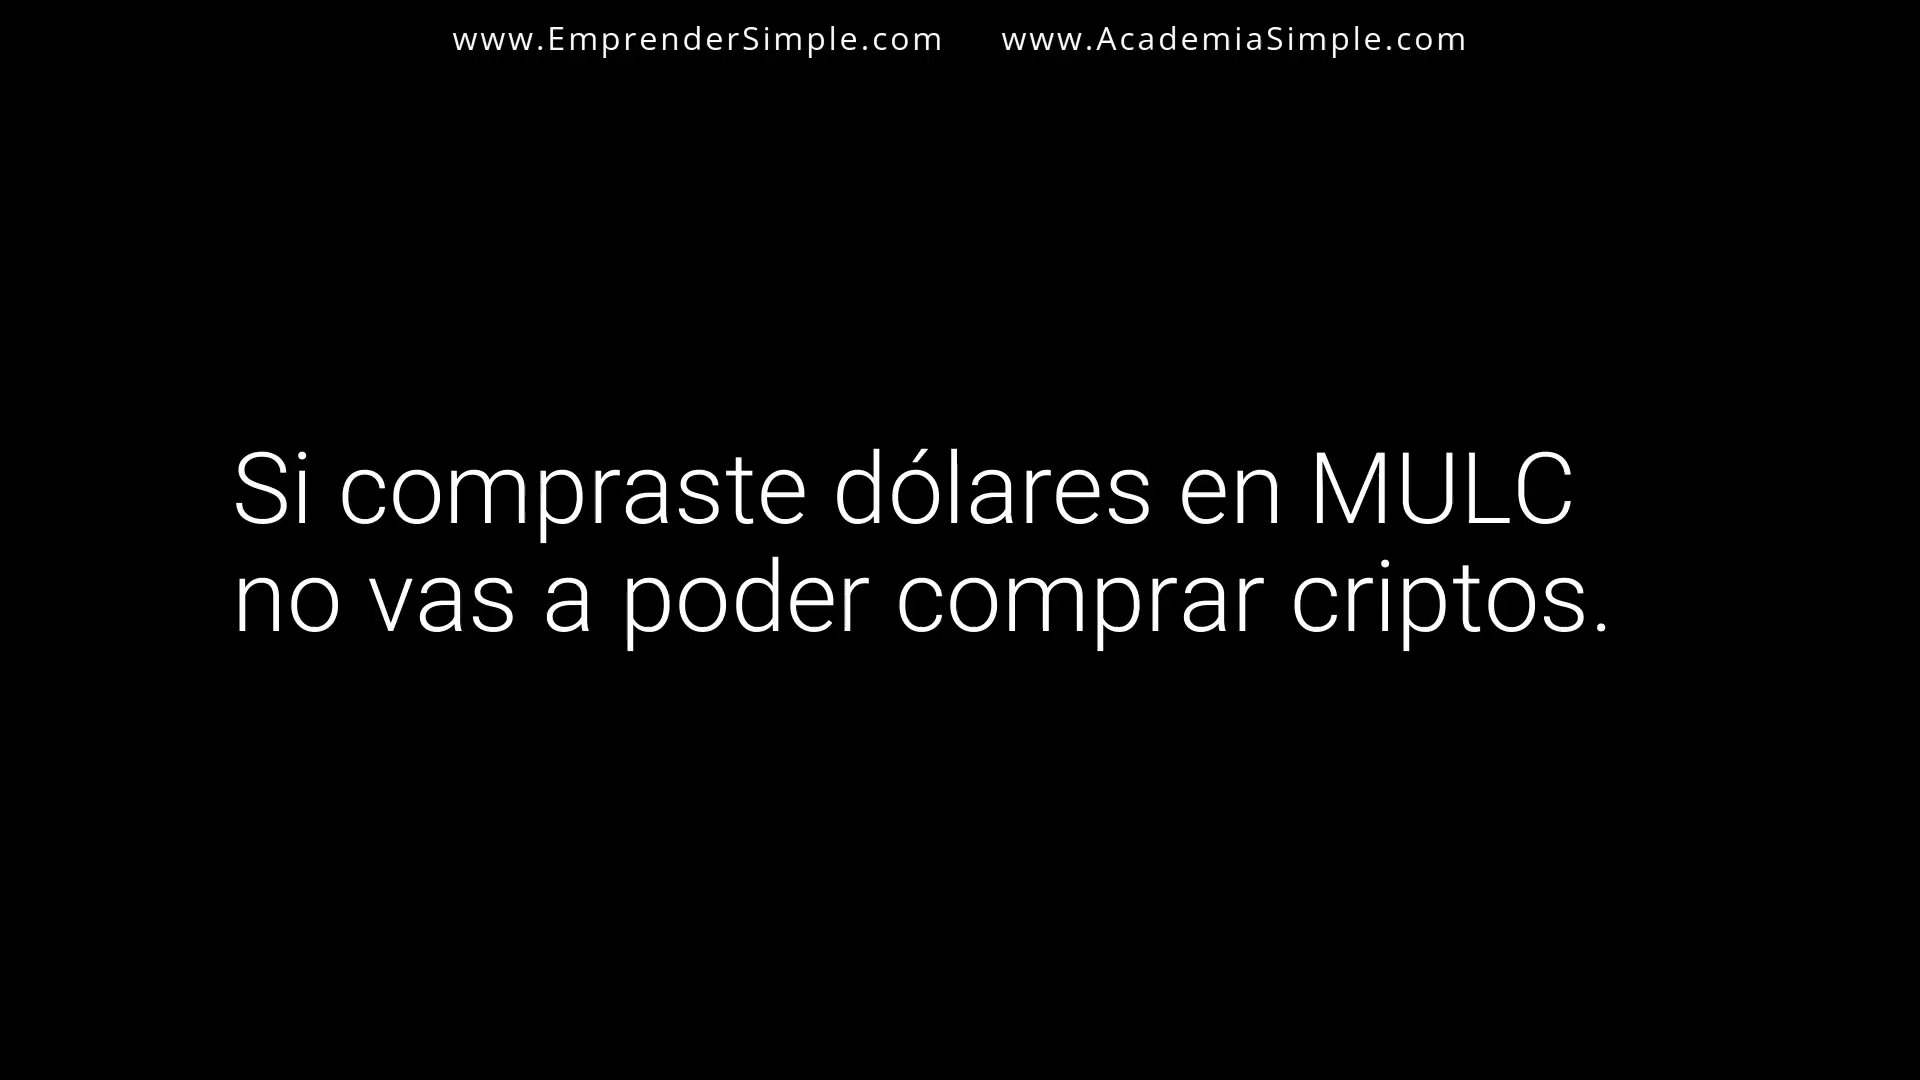 www.EmprenderSimple.com www.AcademiaSimple.com
Si compraste dólares en MULC
no vas a poder comprar criptos.